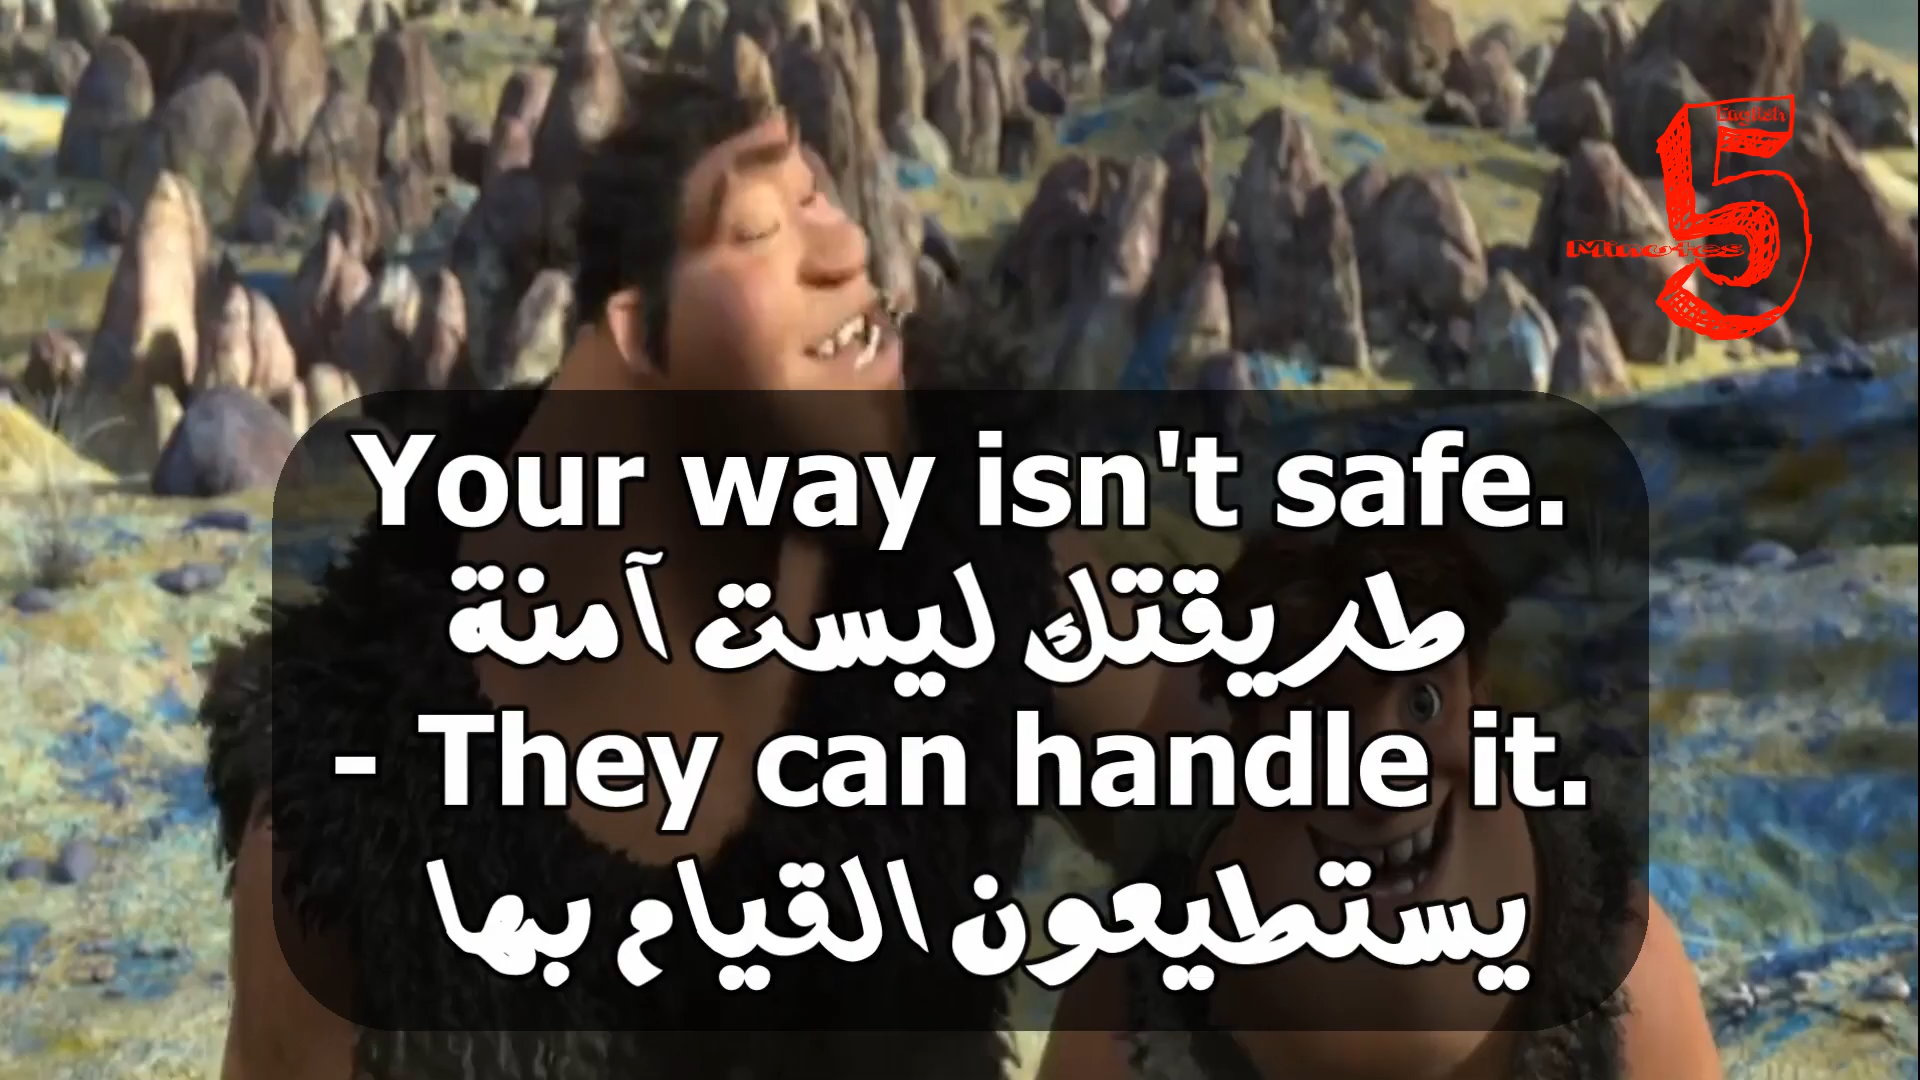 English
5
Minutes
Your way isn't safe.
طريقتك ليست آمنة
- They can handle it.
يستطيعون القيام بها